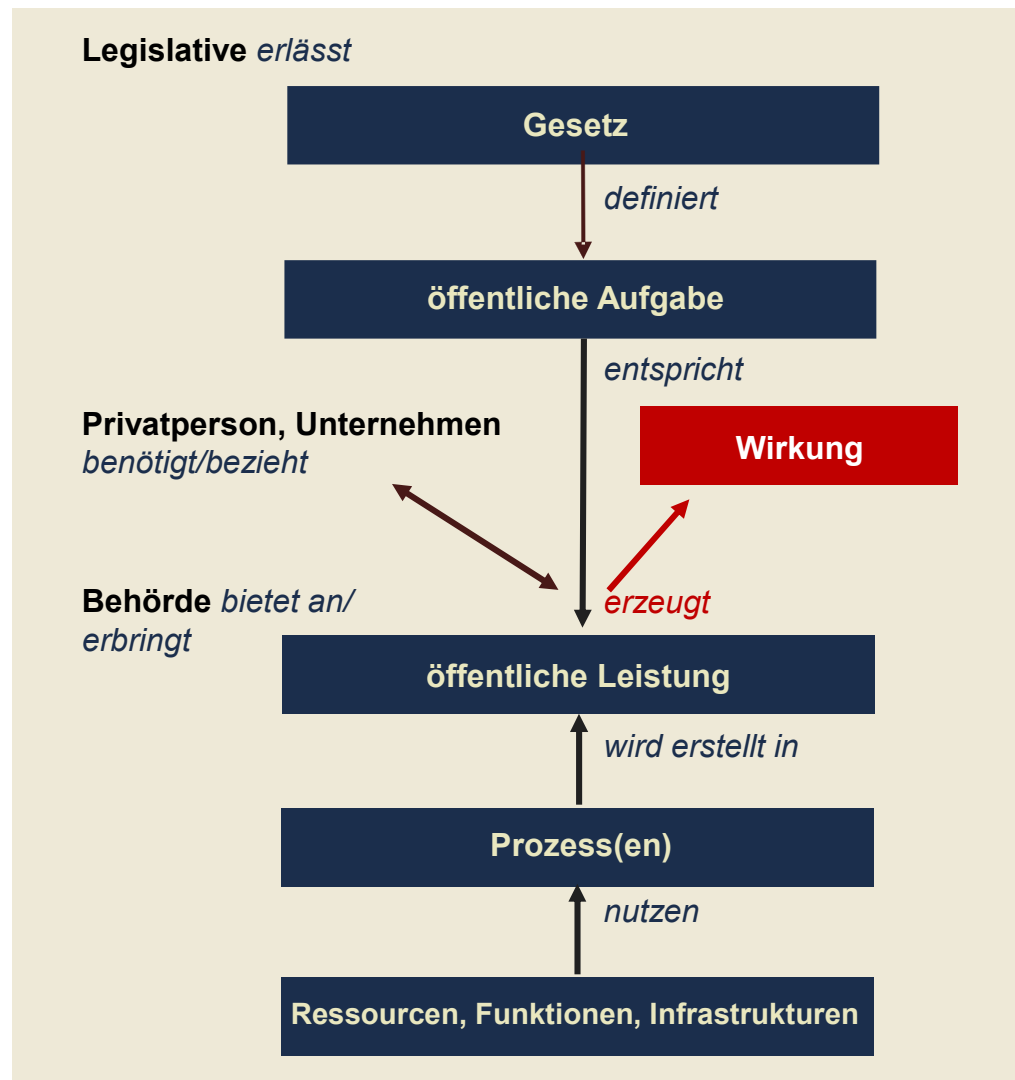 Legislative erlässt
Gesetz
definiert
öffentliche Aufgabe
entspricht
Privatperson, Unternehmen
benötigt/bezieht
Wirkung
Behörde bietet an/
erbringt
erzeugt
öffentliche Leistung
wird erstellt in
Prozess(en)
nutzen
Ressourcen, Funktionen, Infrastrukturen